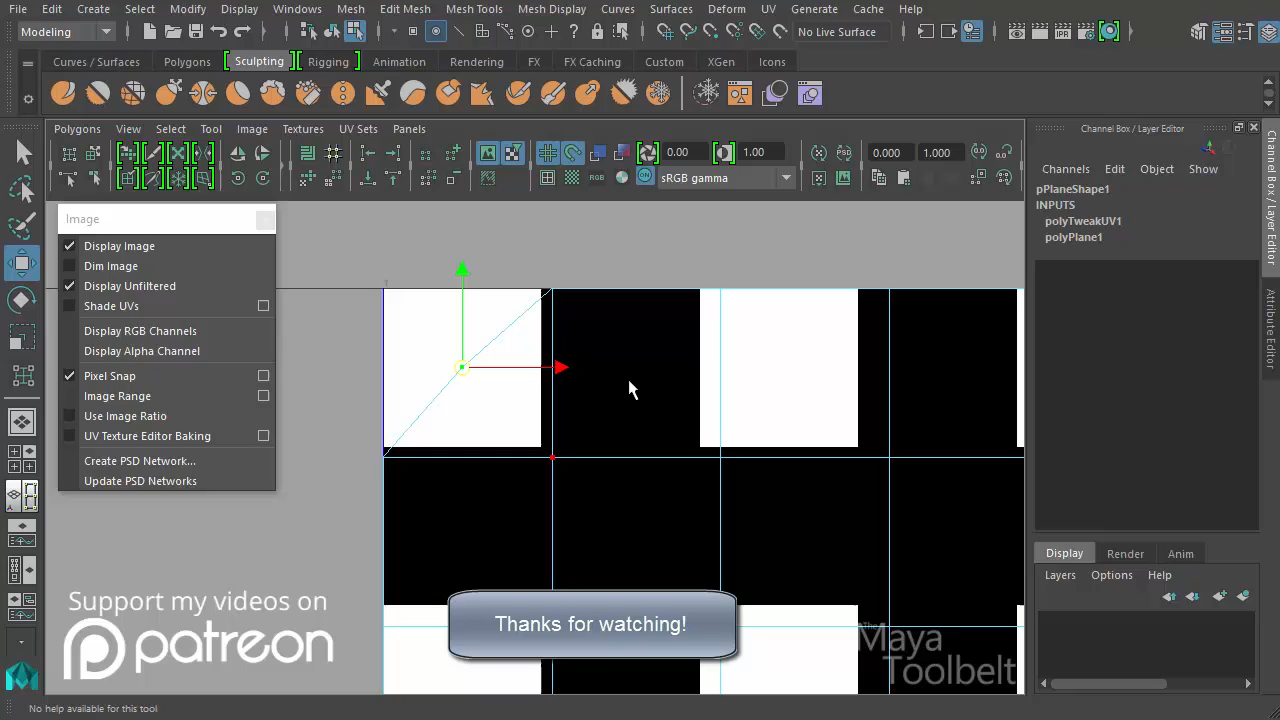 File Edit Create Select Modify Display Windows Mesh Edit Mesh Mesh Tools Mesh Display Curves Surfaces Deform UV Generate Cache Help
Modeling No Live Surface
Curves / Surfaces Polygons Sculpting Rigging Animation Rendering FX FX Caching Custom XGen Icons
Polygons View Select Tool Image Textures UV Sets Panels
0.00 1.00 PSD 0.000 1.000
RGB ON sRGB gamma
Image
Display Image
Dim Image
Display Unfiltered
Shade UVs
Display RGB Channels
Display Alpha Channel
Pixel Snap
Image Range
Use Image Ratio
UV Texture Editor Baking
Create PSD Network...
Update PSD Networks
Channel Box / Layer Editor
Channels Edit Object Show
pPlaneShape1
INPUTS
polyTweakUV1
polyPlane1
Channel Box / Layer Editor
Attribute Editor
Display Render Anim
Layers Options Help
Support my videos on
patreon
Thanks for watching!
The
Maya
Toolbelt
No help available for this tool